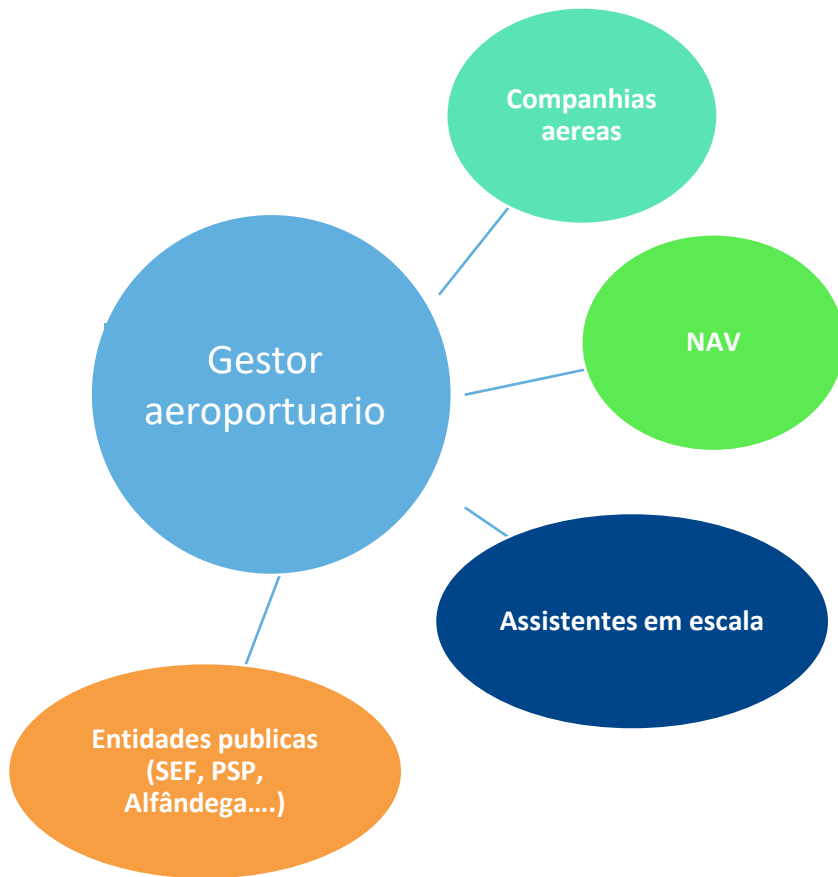 Companhias
aereas
Gestor
aeroportuario
NAV
Assistentes em escala
Entidades publicas
(SEF, PSP,
Alfândega....)